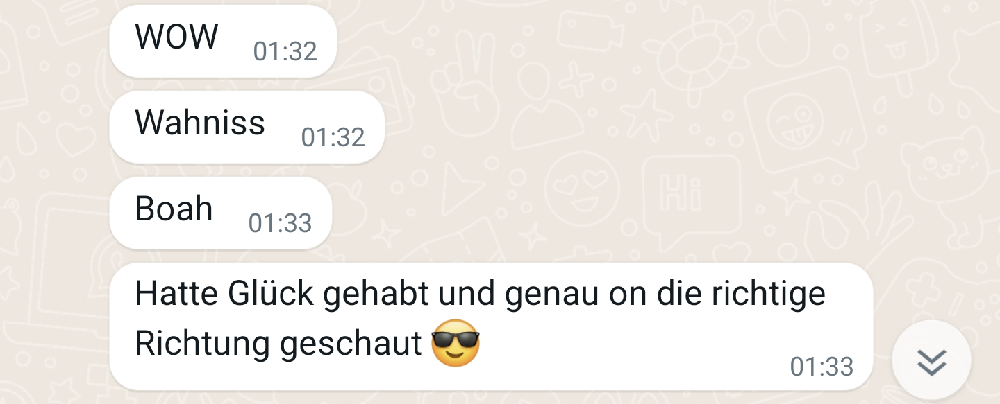 WOW 01:32
Wahniss 01:32
Boah 01:33
Hatte Glück gehabt und genau on die richtige
Richtung geschaut 😎
01:33
Hi